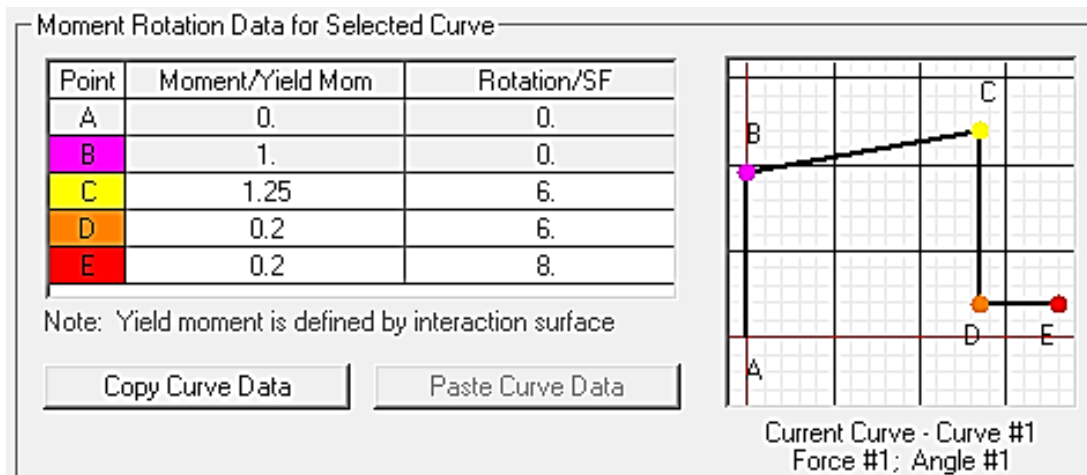 Moment Rotation Data for Selected Curve
Point Moment/Yield Mom Rotation/SF
A 0. 0.
B 1. 0.
C 1.25 6.
D 0.2 6.
E 0.2 8.
Note: Yield moment is defined by interaction surface
Copy Curve Data Paste Curve Data
C
B
D E
A
Current Curve - Curve #1
Force #1; Angle #1